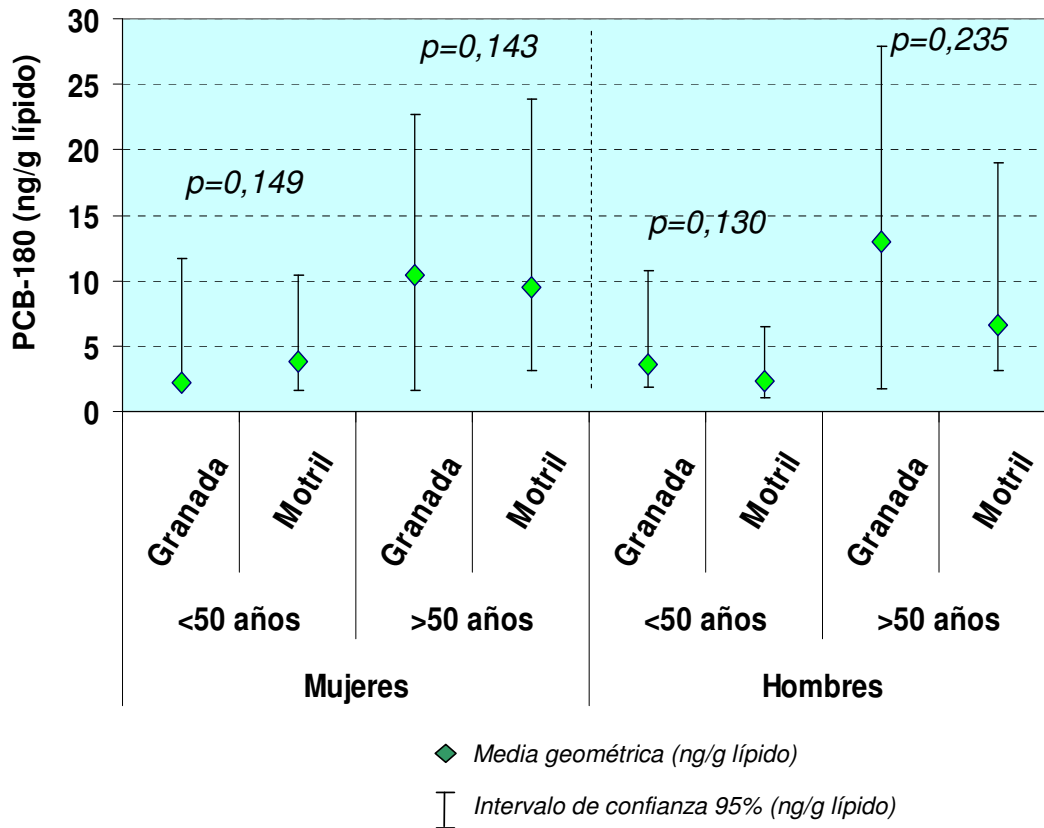 PCB-180 (ng/g lípido)
30
25
20
15
10
5
0
p=0,149
p=0,143
p=0,130
p=0,235
Granada
Motril
Granada
Motril
Granada
Motril
Granada
Motril
<50 años
>50 años
<50 años
>50 años
Mujeres
Hombres
Media geométrica (ng/g lípido)
Intervalo de confianza 95% (ng/g lípido)